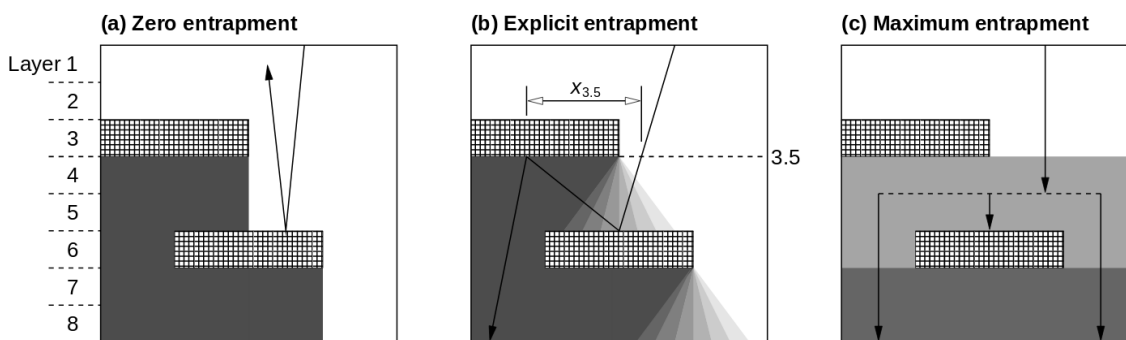 (a) Zero entrapment
(b) Explicit entrapment
(c) Maximum entrapment
Layer 1
2
3
4
5
6
7
8
x3.5
3.5